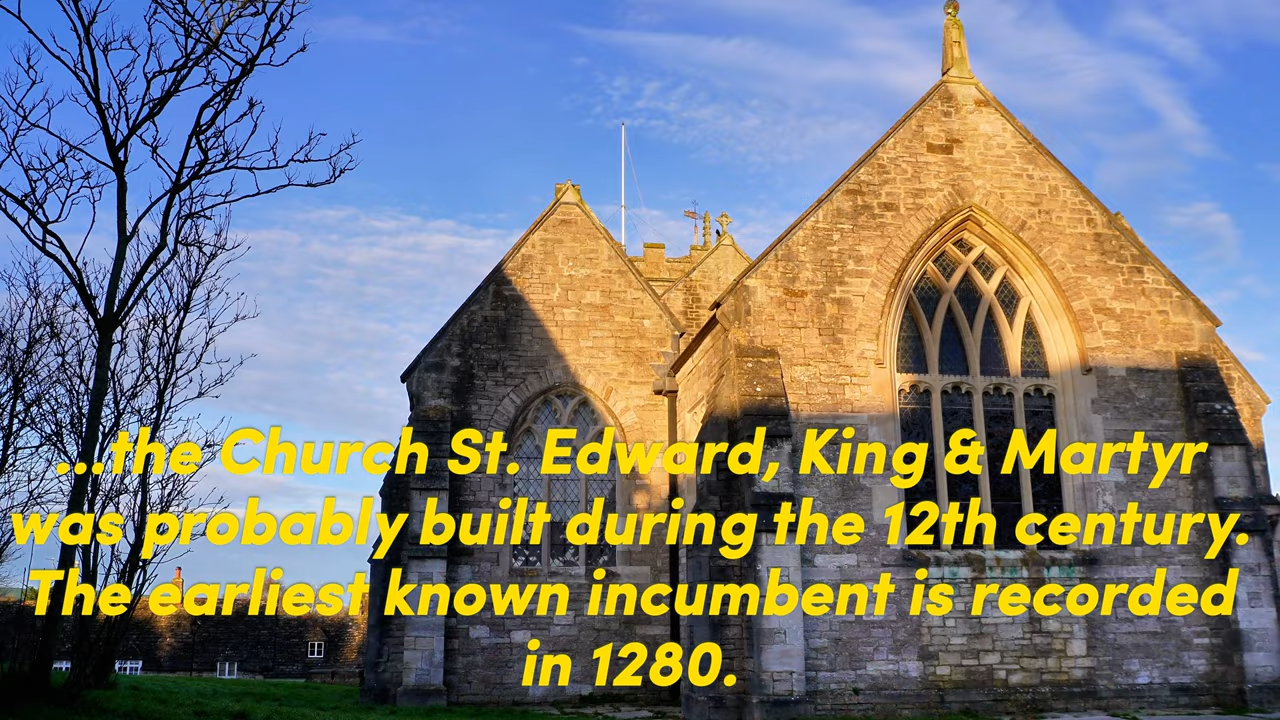 ...the Church St. Edward, King & Martyr
was probably built during the 12th century.
The earliest known incumbent is recorded
in 1280.